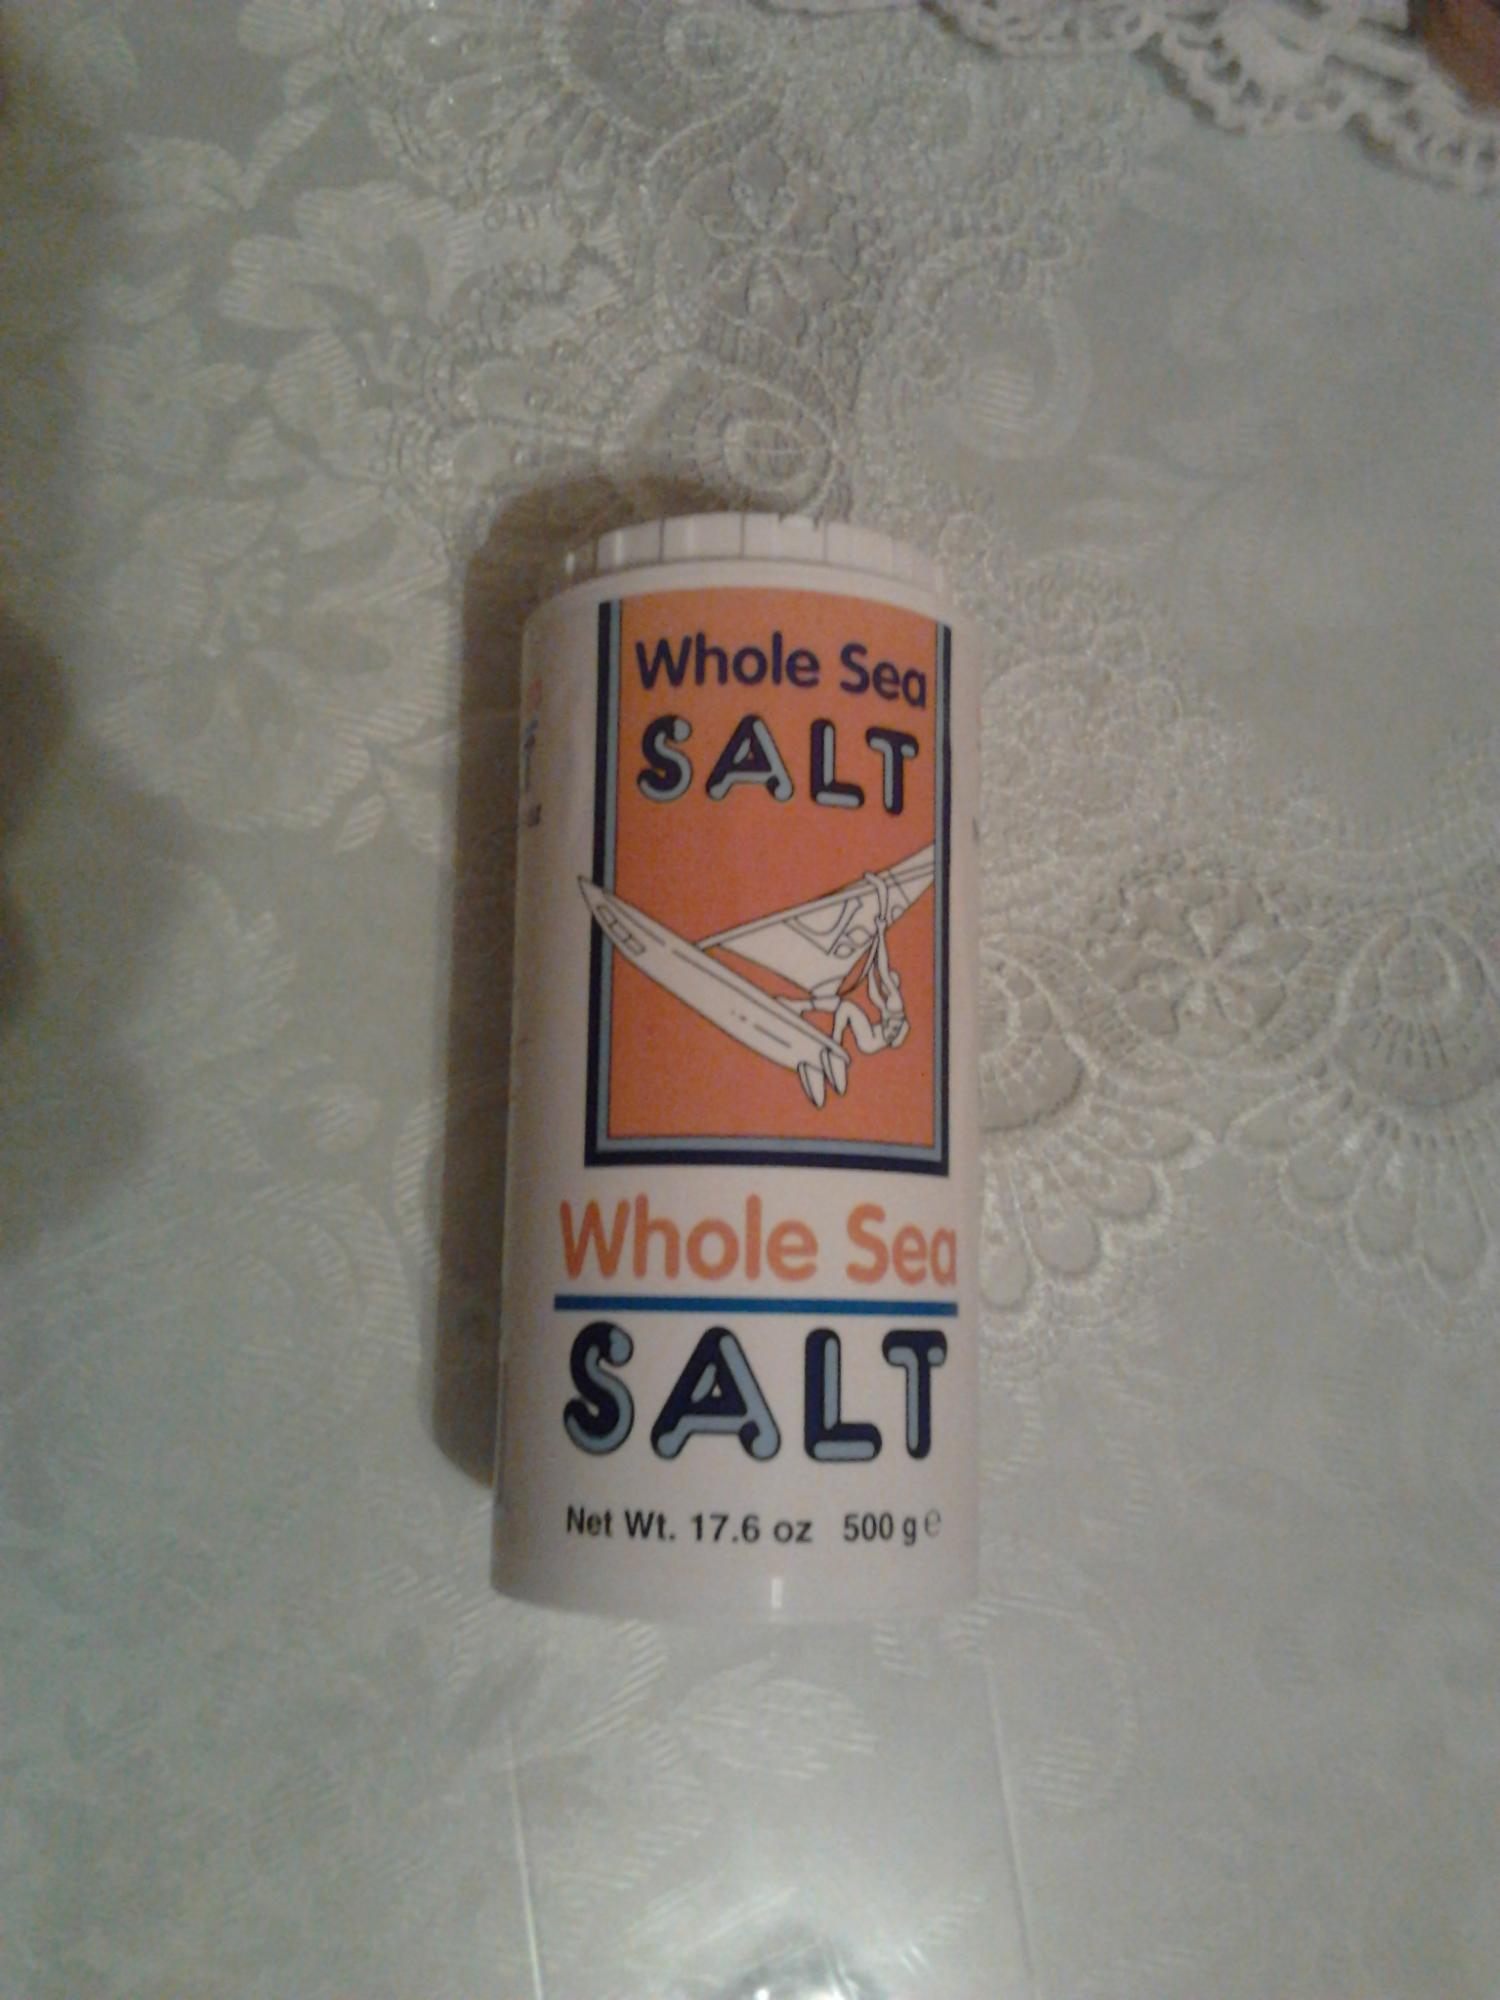 Whole Sea
SALT
Whole Sea
SALT
Net Wt. 17.6 oz 500 g e